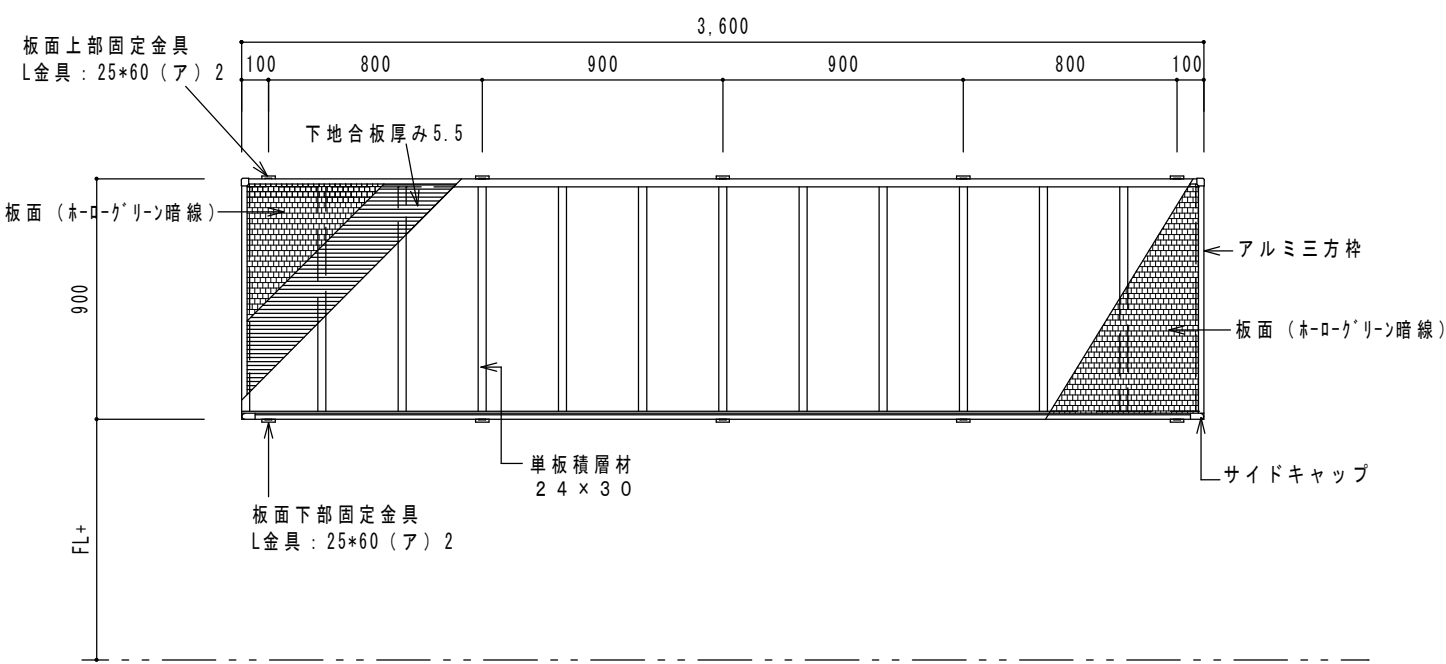 3,600
板面上部固定金具
L金具：25*60（ア）2
100 800 900 900 800 100
下地合板厚み5.5
板面（ﾎｰﾛｰｸﾞﾘｰﾝ暗線）
アルミ三方枠
900
板面（ﾎｰﾛｰｸﾞﾘｰﾝ暗線）
単板積層材
２４×３０
サイドキャップ
板面下部固定金具
L金具：25*60（ア）2
FL+